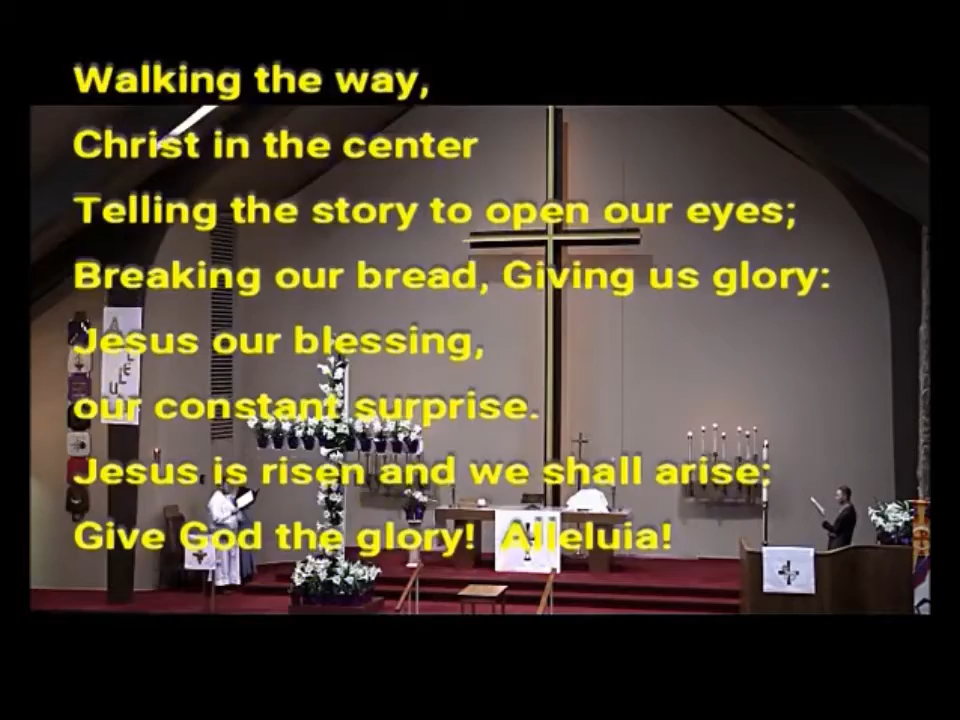 Walking the way,
Christ in the center
Telling the story to open our eyes;
Breaking our bread, Giving us glory:
Jesus our blessing,
our constant surprise.
Jesus is risen and we shall arise:
Give God the glory!  Alleluia!